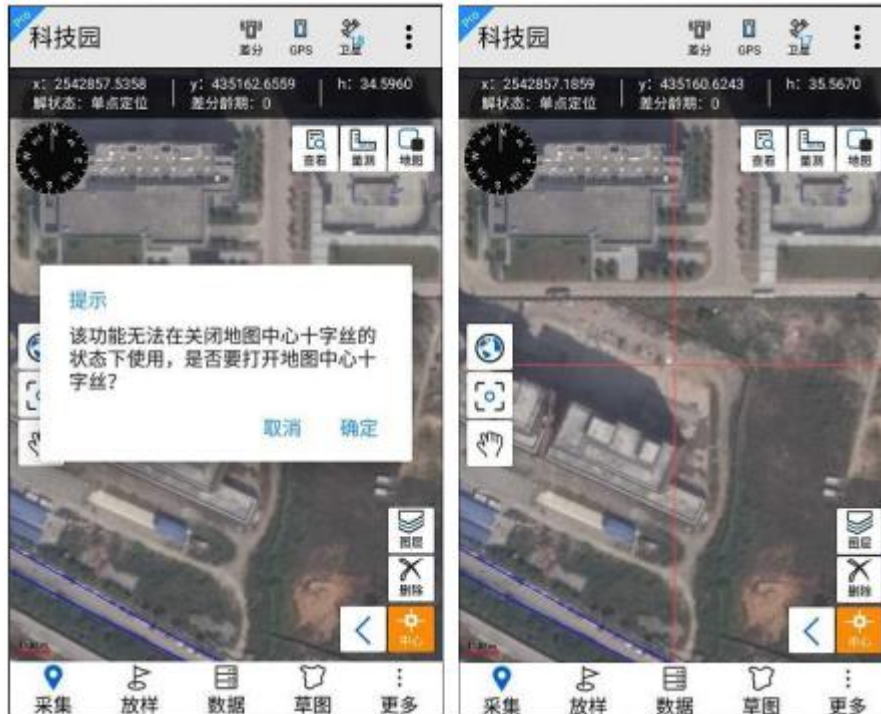 Pro
科技园
差分
GPS
18
卫星
x: 2542857.5358
y: 435162.6559
h: 34.5960
解状态: 单点定位
差分龄期: 0
查看
量测
地图
提示
该功能无法在关闭地图中心十字丝的
状态下使用，是否要打开地图中心十
字丝？
取消
确定
图层
删除
中心
采集
放样
数据
草图
更多
Pro
科技园
差分
GPS
17
卫星
x: 2542857.1859
y: 435160.6243
h: 35.5670
解状态: 单点定位
差分龄期: 0
查看
量测
地图
图层
删除
中心
采集
放样
数据
草图
更多